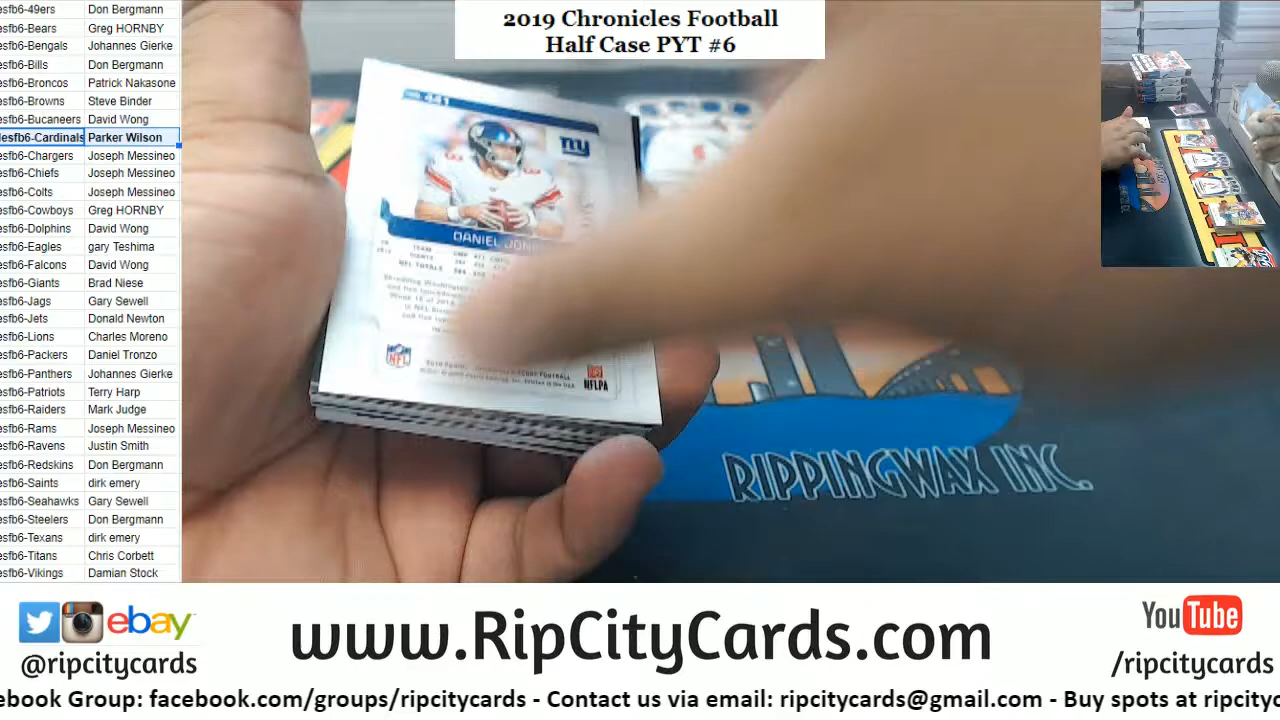 2019 Chronicles Football
Half Case PYT #6
esfb6-49ers Don Bergmann
esfb6-Bears Greg HORNBY
esfb6-Bengals Johannes Gierke
esfb6-Bills Don Bergmann
esfb6-Broncos Patrick Nakasone
esfb6-Browns Steve Binder
esfb6-Bucaneers David Wong
lesfb6-Cardinals Parker Wilson
esfb6-Chargers Joseph Messineo
esfb6-Chiefs Joseph Messineo
esfb6-Colts Joseph Messineo
esfb6-Cowboys Greg HORNBY
esfb6-Dolphins David Wong
esfb6-Eagles gary Teshima
esfb6-Falcons David Wong
esfb6-Giants Brad Niese
esfb6-Jags Gary Sewell
esfb6-Jets Donald Newton
esfb6-Lions Charles Moreno
esfb6-Packers Daniel Tronzo
esfb6-Panthers Johannes Gierke
esfb6-Patriots Terry Harp
esfb6-Raiders Mark Judge
esfb6-Rams Joseph Messineo
esfb6-Ravens Justin Smith
esfb6-Redskins Don Bergmann
esfb6-Saints dirk emery
esfb6-Seahawks Gary Sewell
esfb6-Steelers Don Bergmann
esfb6-Texans dirk emery
esfb6-Titans Chris Corbett
esfb6-Vikings Damian Stock
441
ny
DANIEL JON
NFL TOTALS
NFL
NFLPA
RIPPINGWAX INC.
ebay
@ripcitycards
www.RipCityCards.com
YouTube
/ripcitycards
ebook Group: facebook.com/groups/ripcitycards - Contact us via email: ripcitycards@gmail.com - Buy spots at ripcityc